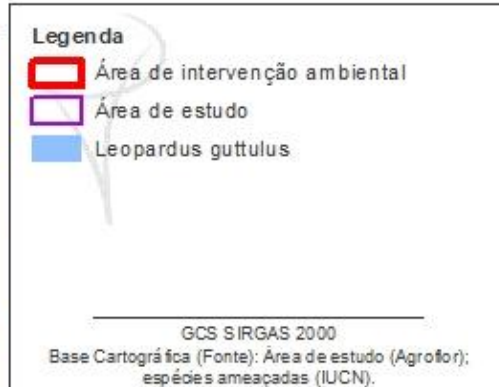 Legenda
Área de intervenção ambiental
Área de estudo
Leopardus guttulus
GCS SIRGAS 2000
Base Cartográfica (Fonte): Área de estudo (Agroflor);
espécies ameaçadas (IUCN).